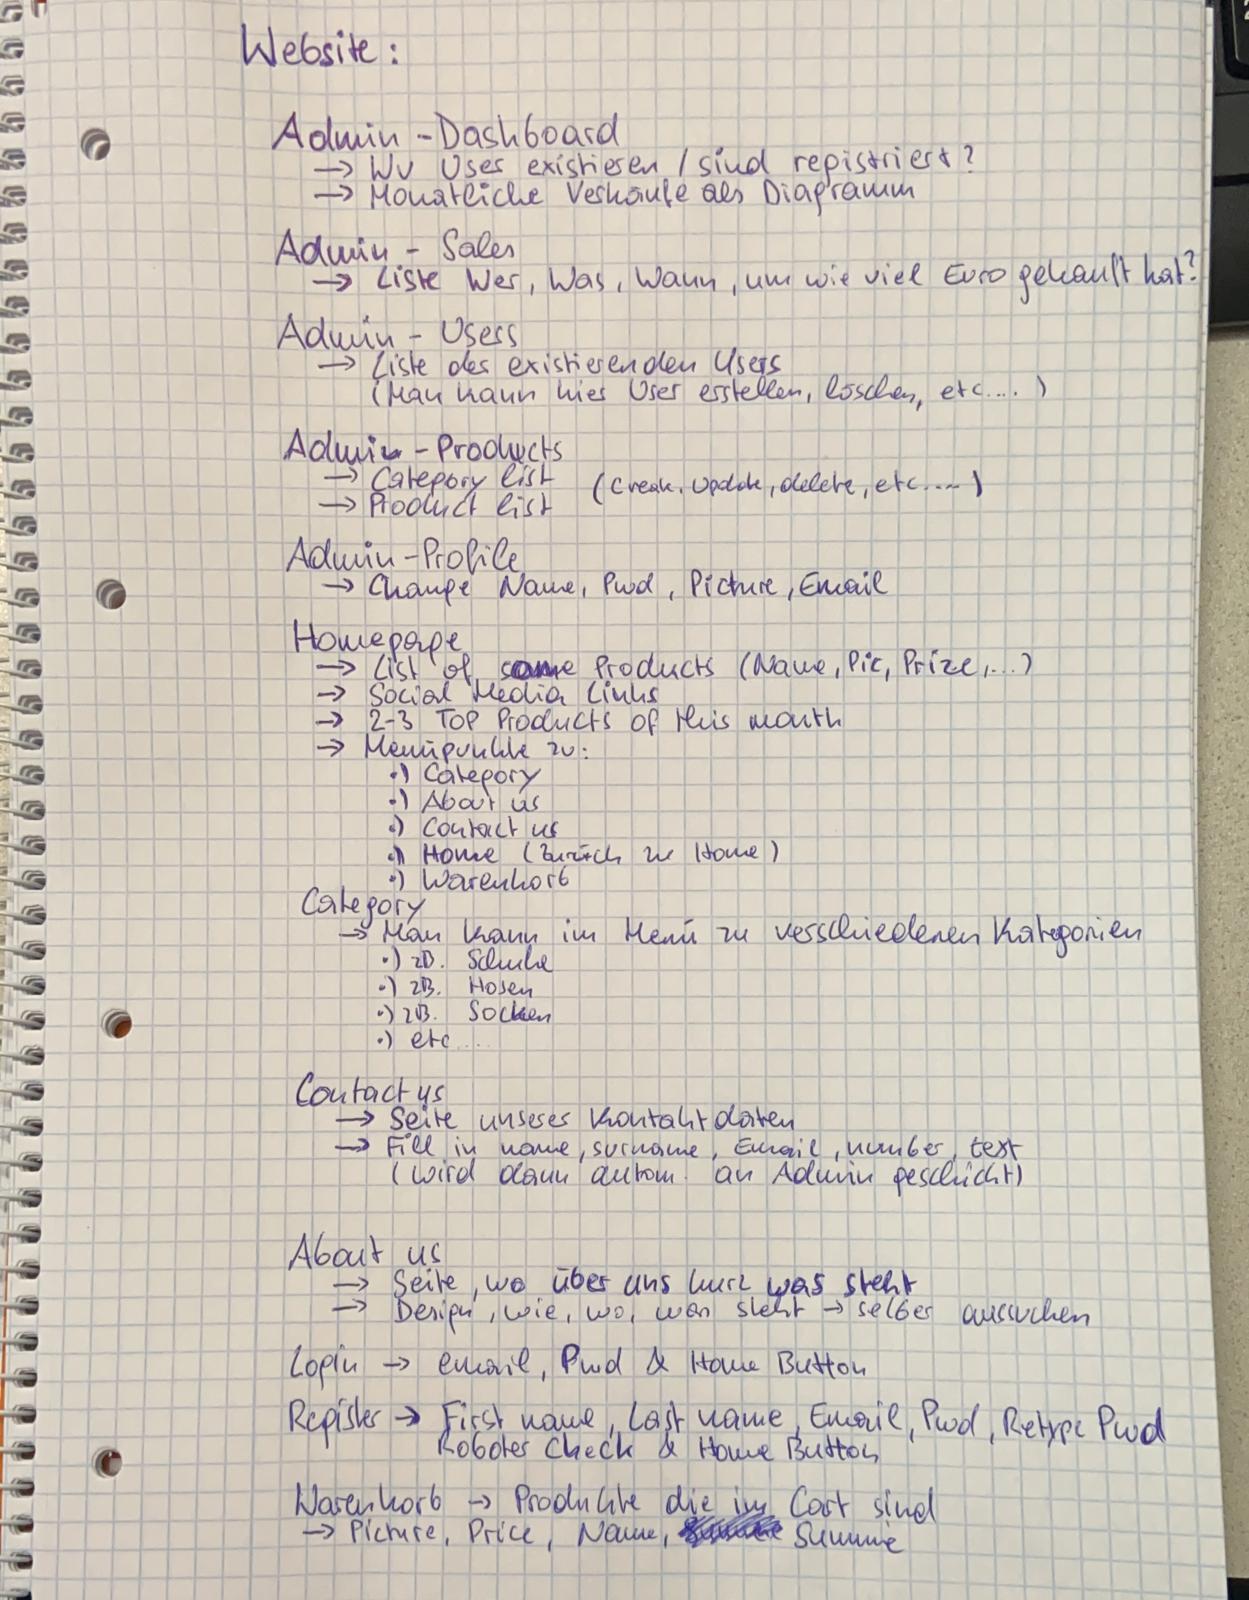 Website:
Admin - Dashboard
→ Wv User existieren / sind registriert?
→ Monatliche Verkäufe als Diagramm
Admin - Sales
→ Liste Wer, Was, Wann, um wie viel Euro gekauft hat?
Admin - Users
→ Liste der existierenden Users
(Man kann hier User erstellen, löschen, etc....)
Admin - Products
→ Category list (Create, Update, delete, etc.....)
→ Product list
Admin - Profile
→ Change Name, Pwd, Picture, Email
Homepage
→ List of some Products (Name, Pic, Prize,...)
→ Social Media Links
→ 2-3 Top Products of this month
→ Menüpunkte zu:
•) Category
•) About us
•) Contact us
•) Home (Zurück zu Home)
•) Warenkorb
Category
→ Man kann im Menü zu verschiedenen Kategorien
•) zB. Schuhe
•) zB. Hosen
•) zB. Socken
•) etc....
Contact us
→ Seite unserer Kontaktdaten
→ Fill in name, surname, Email, number, text
(wird dann autom. an Admin geschickt)
About us
→ Seite, wo über uns kurz was steht
→ Design, wie, wo, was steht → selber aussuchen
Login → email, Pwd & Home Button
Register → First name, Last name, Email, Pwd, Retype Pwd
Roboter Check & Home Button
Warenkorb → Produkte die im Cart sind
→ Picture, Price, Name, Summe